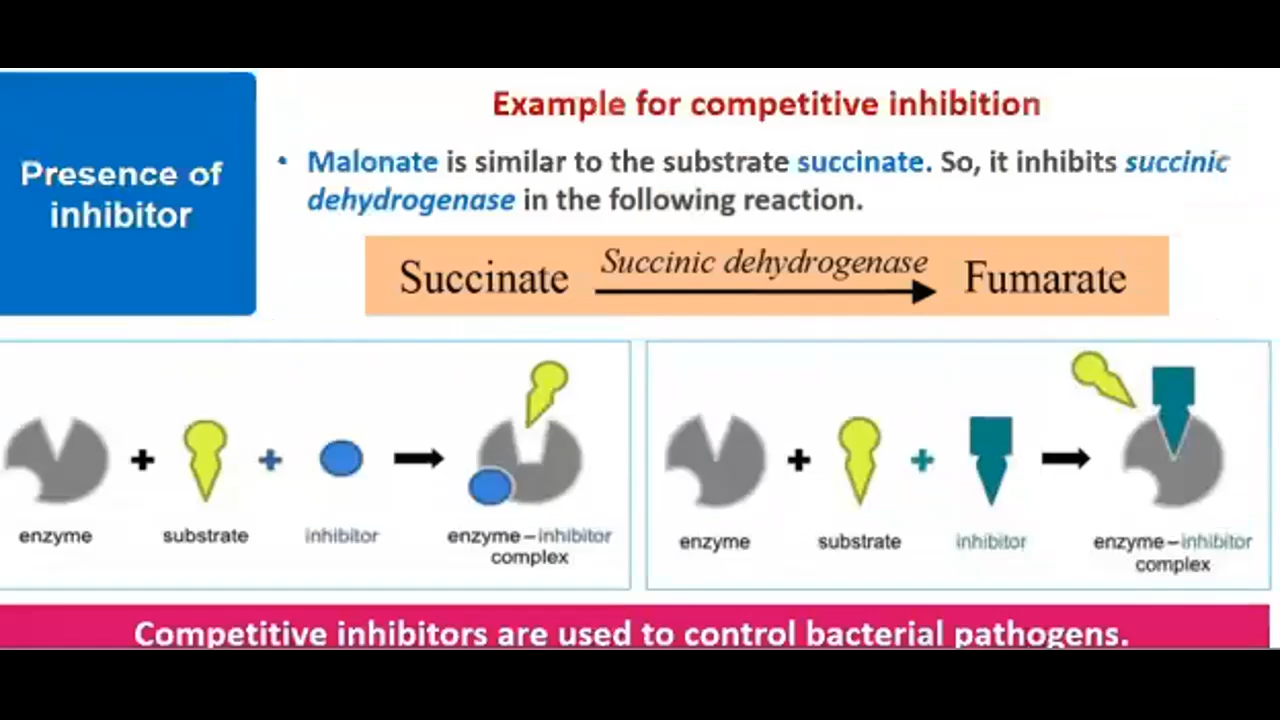 Presence of
inhibitor
Example for competitive inhibition
• Malonate is similar to the substrate succinate. So, it inhibits succinic
dehydrogenase in the following reaction.
Succinate Succinic dehydrogenase Fumarate
+ +
enzyme substrate inhibitor enzyme–inhibitor
complex
+ +
enzyme substrate inhibitor enzyme–inhibitor
complex
Competitive inhibitors are used to control bacterial pathogens.